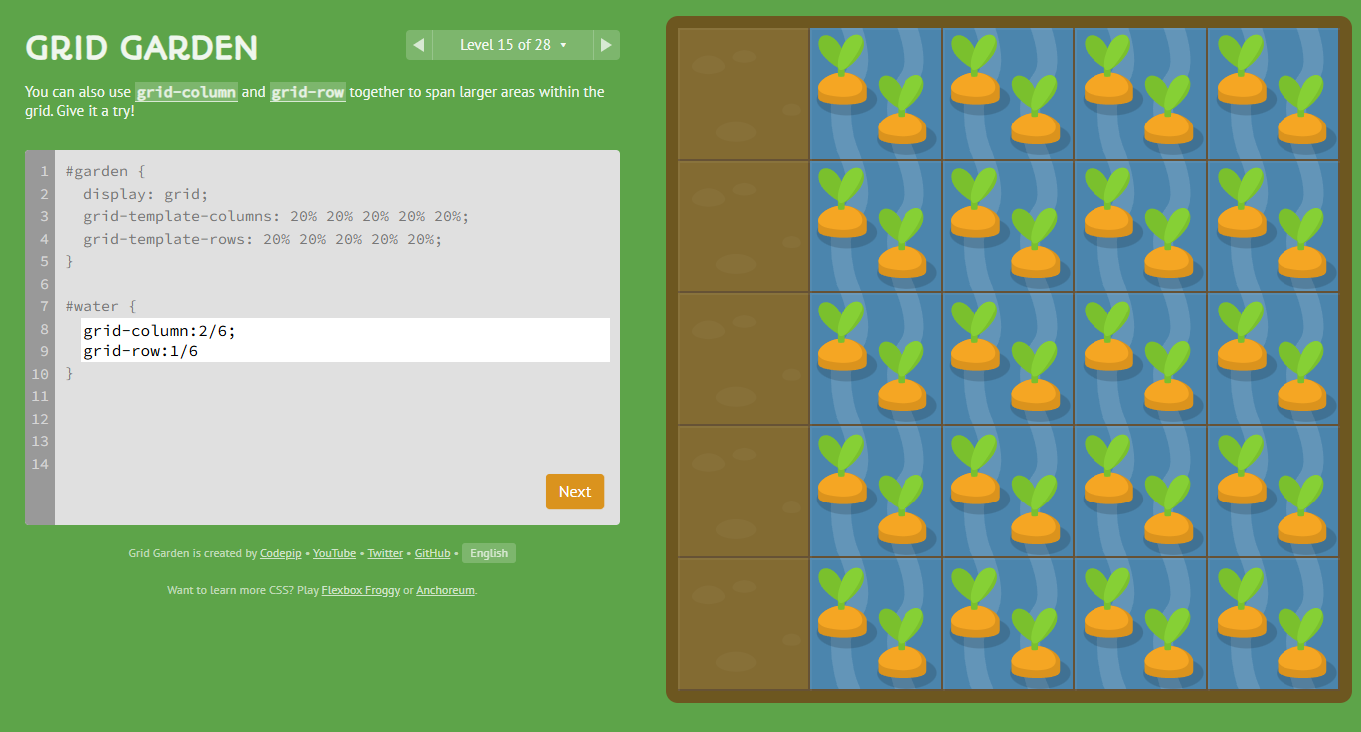 GRID GARDEN
Level 15 of 28
You can also use grid-column and grid-row together to span larger areas within the
grid. Give it a try!
1 #garden {
2 display: grid;
3 grid-template-columns: 20% 20% 20% 20% 20%;
4 grid-template-rows: 20% 20% 20% 20% 20%;
5 }
6
7 #water {
8 grid-column:2/6;
9 grid-row:1/6
10 }
11
12
13
14
Next
Grid Garden is created by Codepip • YouTube • Twitter • GitHub • English
Want to learn more CSS? Play Flexbox Froggy or Anchoreum.